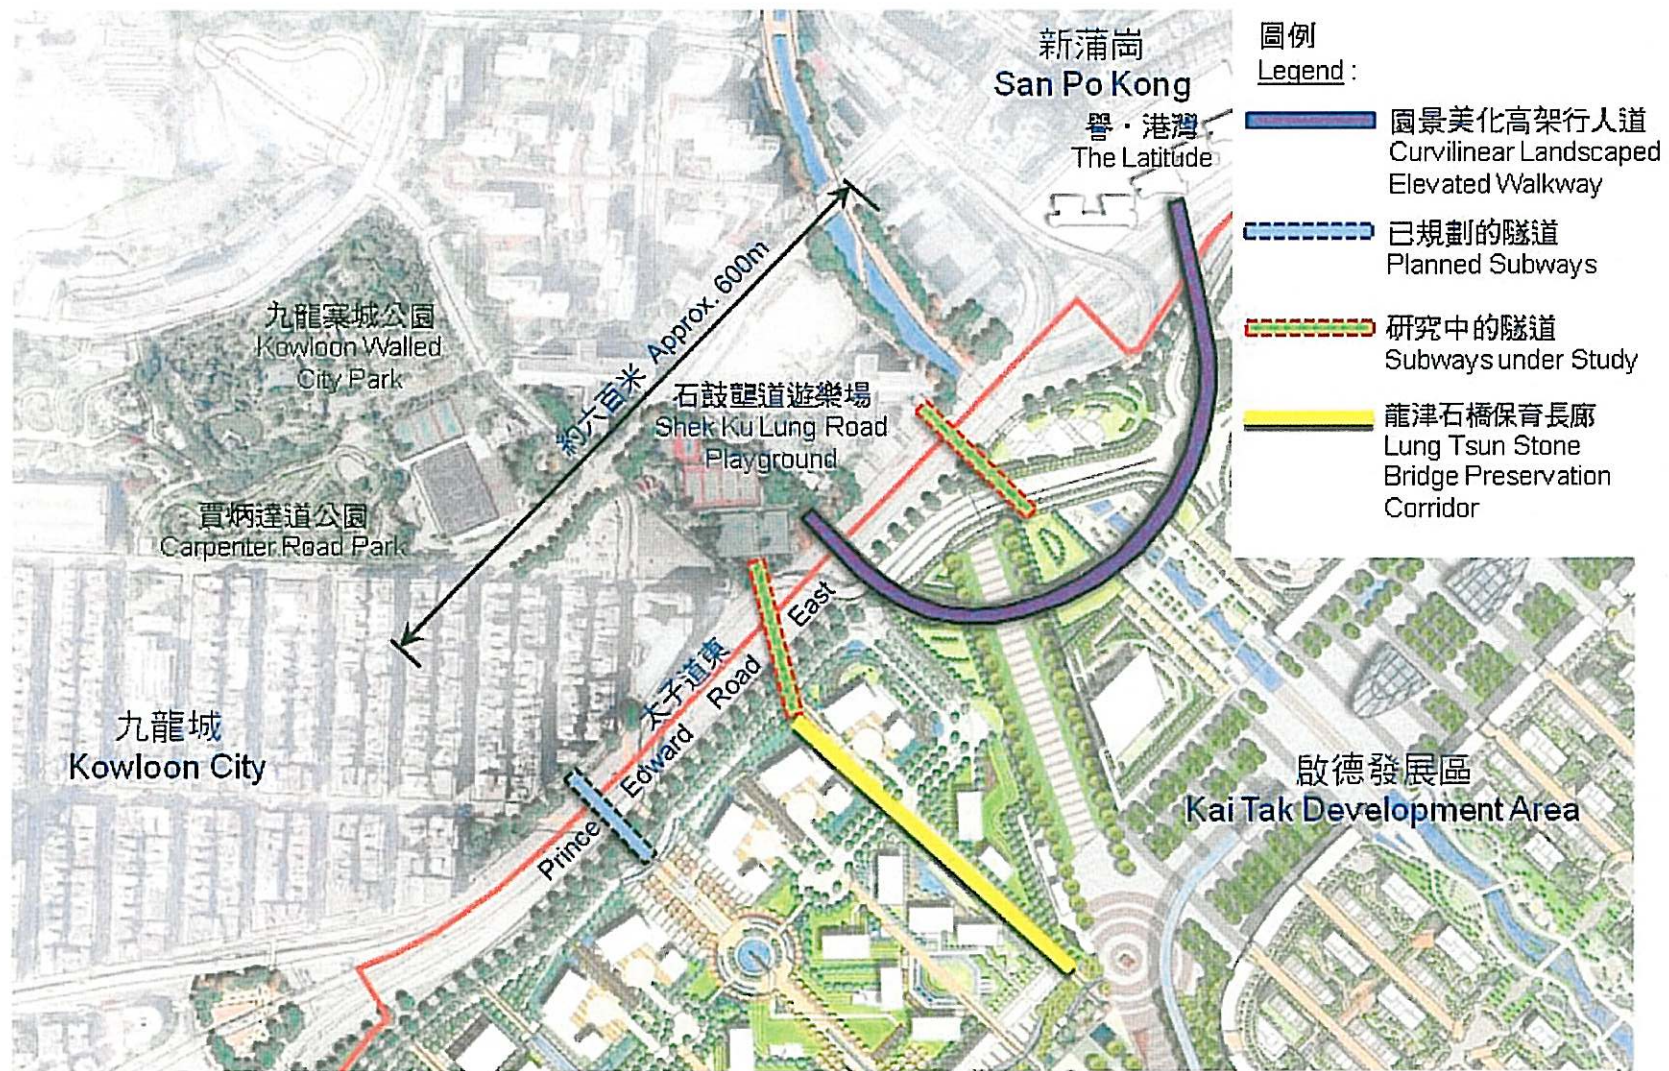 新蒲崗
San Po Kong
譽．港灣
The Latitude
圖例
Legend :
園景美化高架行人道
Curvilinear Landscaped
Elevated Walkway
已規劃的隧道
Planned Subways
研究中的隧道
Subways under Study
龍津石橋保育長廊
Lung Tsun Stone
Bridge Preservation
Corridor
約六百米 Approx. 600m
九龍寨城公園
Kowloon Walled
City Park
石鼓壟道遊樂場
Shek Ku Lung Road
Playground
賈炳達道公園
Carpenter Road Park
太子道東
Prince Edward Road East
九龍城
Kowloon City
啟德發展區
Kai Tak Development Area